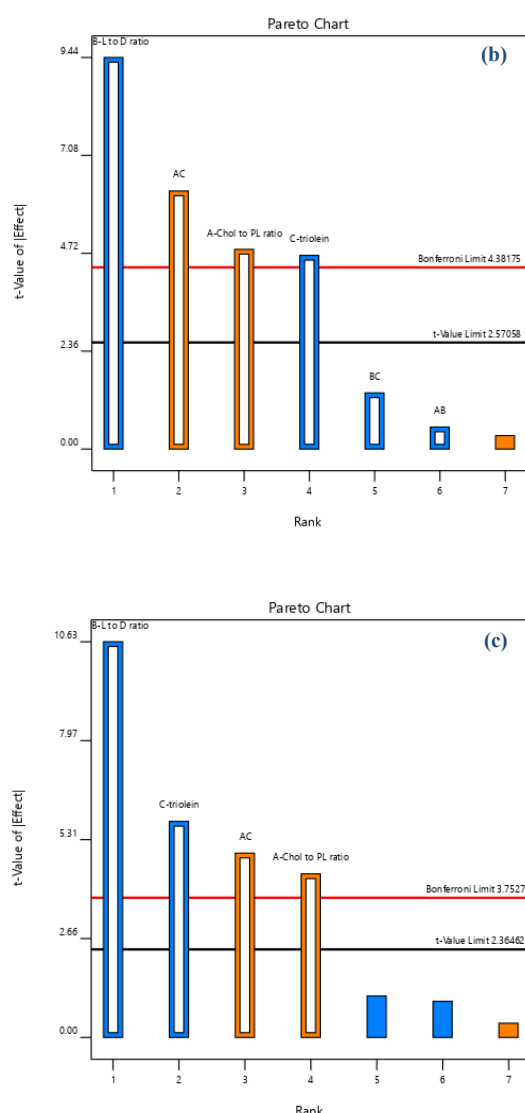 Pareto Chart
(b)
B-L to D ratio
9.44
7.08
AC
A-Chol to PL ratio
C-triolein
4.72
Bonferroni Limit 4.38175
t-Value of |Effect|
t-Value Limit 2.57058
2.36
BC
AB
0.00
1 2 3 4 5 6 7
Rank
Pareto Chart
(c)
B-L to D ratio
10.63
7.97
C-triolein
5.31
AC
A-Chol to PL ratio
Bonferroni Limit 3.7527
t-Value of |Effect|
2.66
t-Value Limit 2.36462
0.00
1 2 3 4 5 6 7
Rank